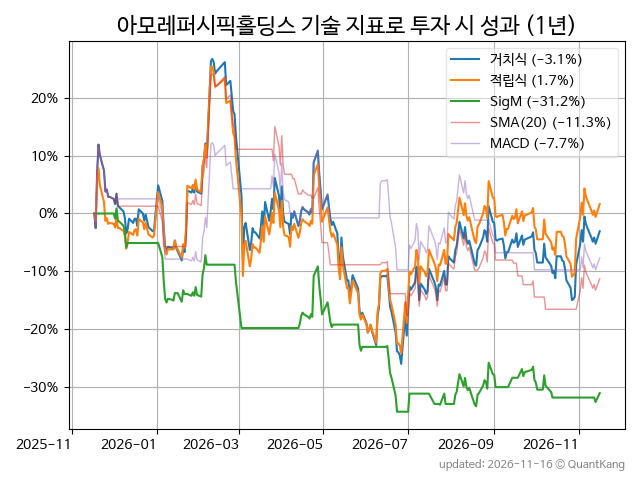 아모레퍼시픽홀딩스 기술 지표로 투자 시 성과 (1년)
거치식 (−3.1%)
적립식 (1.7%)
SigM (−31.2%)
SMA(20) (−11.3%)
MACD (−7.7%)
20%
10%
0%
−10%
−20%
−30%
2025-11
2026-01
2026-03
2026-05
2026-07
2026-09
2026-11
updated: 2026-11-16 © QuantKang